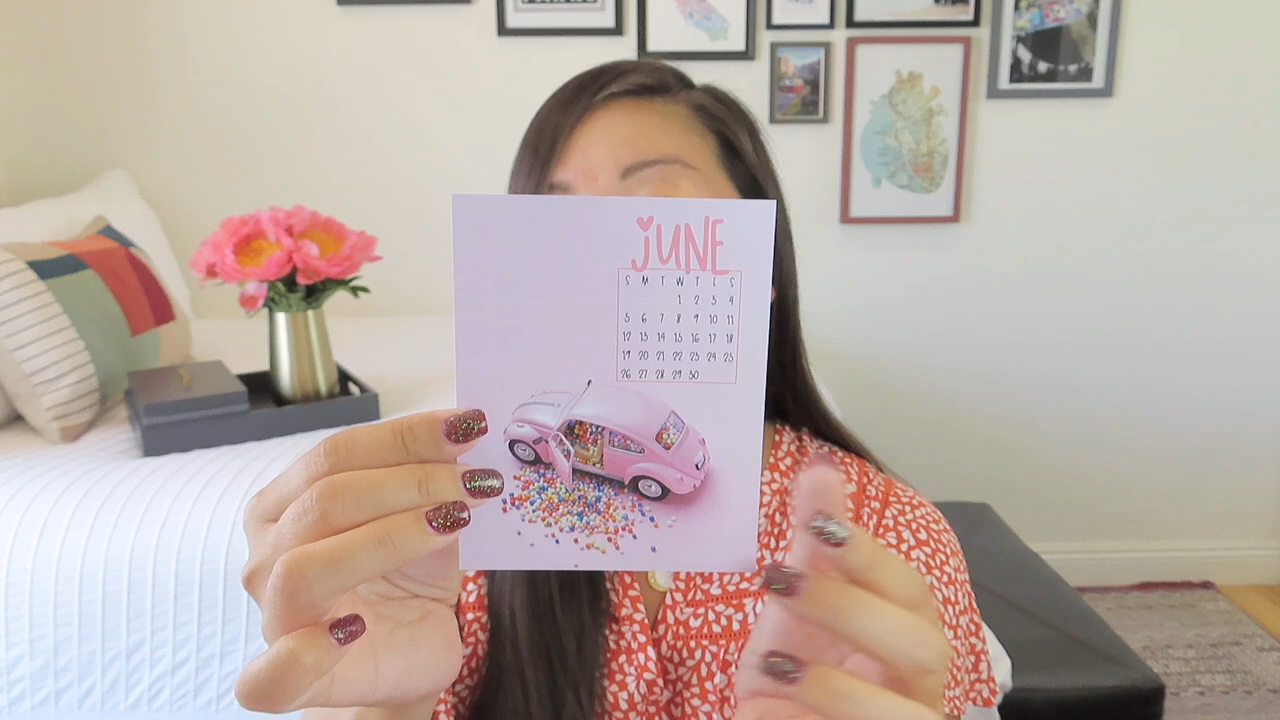 jUNE
S M T W T F S
1 2 3 4
5 6 7 8 9 10 11
12 13 14 15 16 17 18
19 20 21 22 23 24 25
26 27 28 29 30